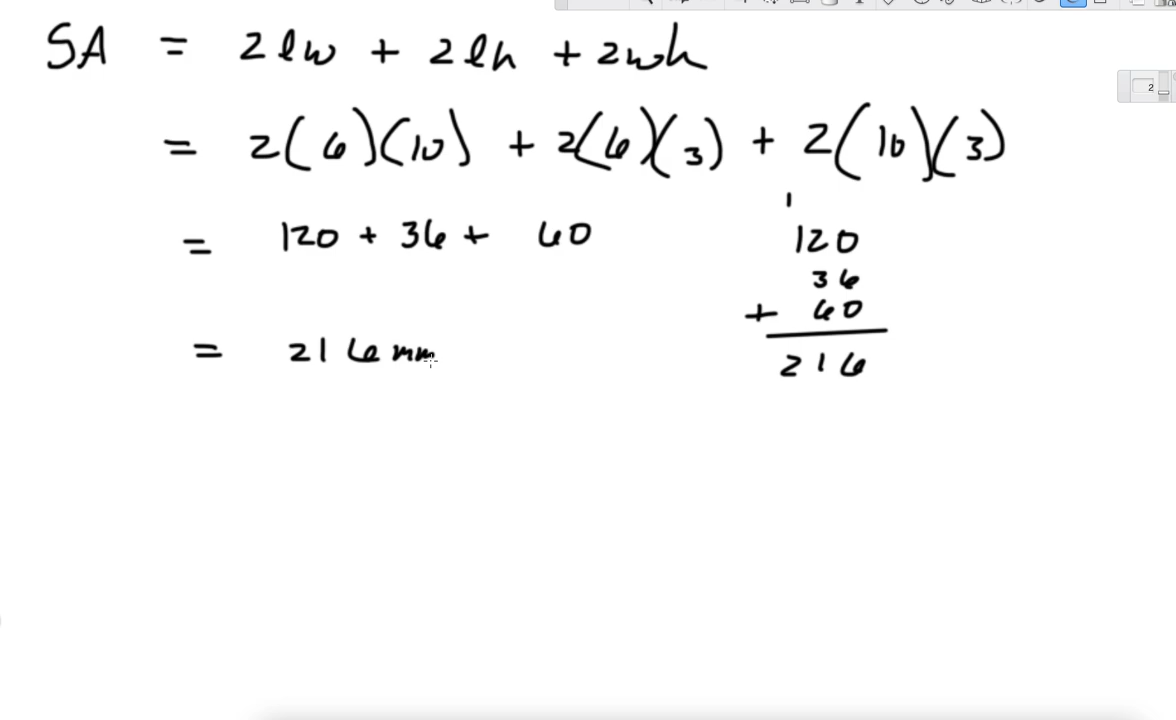 SA = 2lw + 2lh + 2wh
= 2(6)(10) + 2(6)(3) + 2(10)(3)
= 120 + 36 + 60
= 216 mm
1
120
36
+ 60
216
2